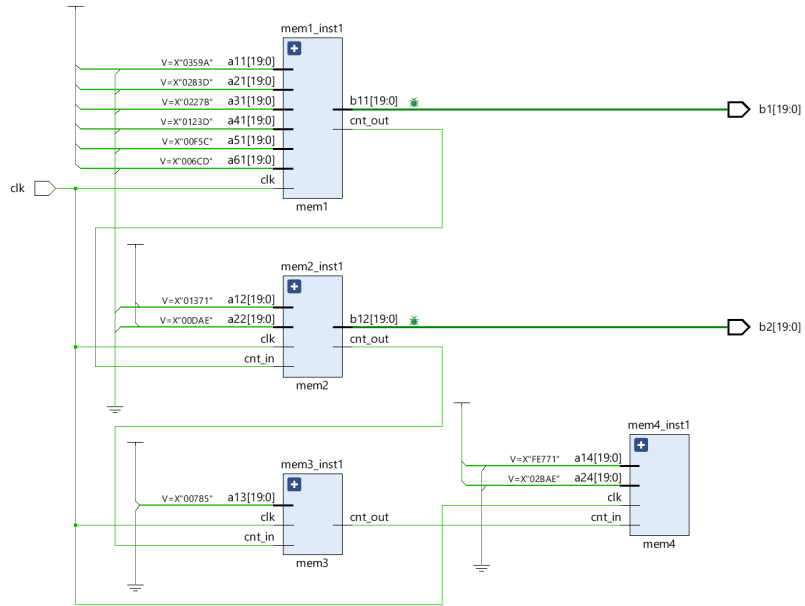 mem1_inst1
V=X"0359A" a11[19:0]
V=X"0283D" a21[19:0]
V=X"0227B" a31[19:0]
V=X"0123D" a41[19:0]
V=X"00F5C" a51[19:0]
V=X"006CD" a61[19:0]
clk
b11[19:0]
cnt_out
mem1
b1[19:0]
clk
mem2_inst1
V=X"01371" a12[19:0]
V=X"00DAE" a22[19:0]
clk
cnt_in
b12[19:0]
cnt_out
mem2
b2[19:0]
mem3_inst1
V=X"00785" a13[19:0]
clk
cnt_in
cnt_out
mem3
mem4_inst1
V=X"FE771" a14[19:0]
V=X"02BAE" a24[19:0]
clk
cnt_in
mem4